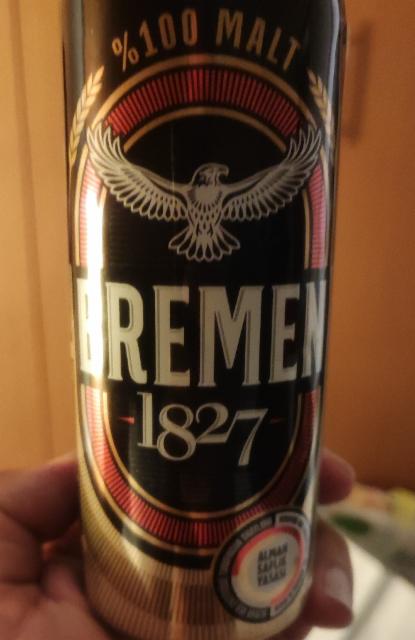 %100 MALT
BREMEN
1827
ALMAN
SAFLIK
YASASI